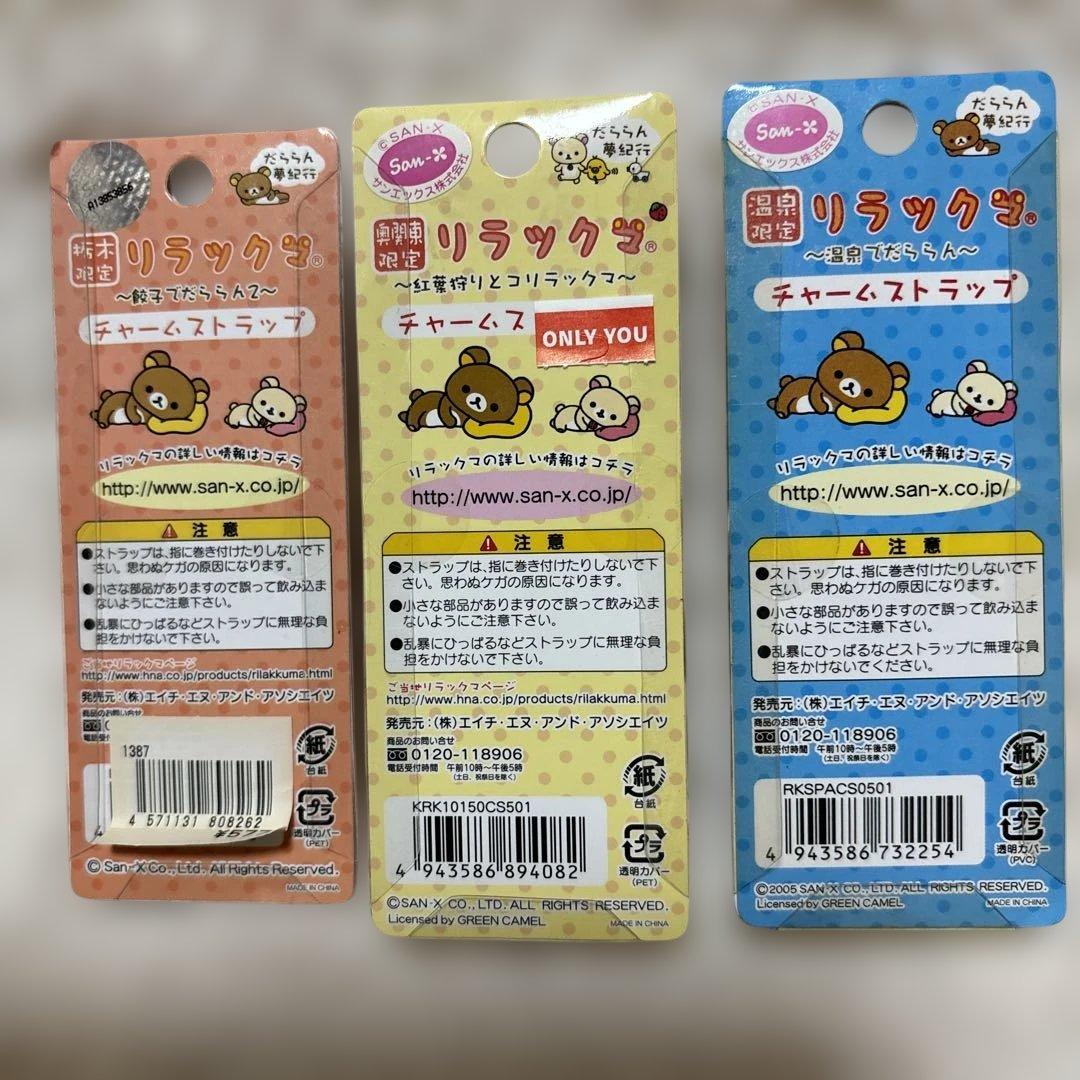 A13853856
だららん
夢紀行
栃木
限定
リラックマ®
～餃子でだららん2～
チャームストラップ
リラックマの詳しい情報はコチラ
http://www.san-x.co.jp/
注意
●ストラップは、指に巻き付けたりしないで下
さい。思わぬケガの原因になります。
●小さな部品がありますので誤って飲み込ま
ないようにご注意下さい。
●乱暴にひっぱるなどストラップに無理な負
担をかけないで下さい。
ご当地リラックマページ
http://www.hna.co.jp/products/rilakkuma.html
発売元：(株)エイチ・エヌ・アンド・アソシエイツ
商品のお問い合せ
電話受付時間
1387
4 571131 808262
紙
台紙
プラ
透明カバー
(PET)
© San-X Co., Ltd. All Rights Reserved.
MADE IN CHINA
© SAN-X
San-X
サンエックス株式会社
だららん
夢紀行
奥関東
限定
リラックマ®
～紅葉狩りとコリラックマ～
チャームス
ONLY YOU
リラックマの詳しい情報はコチラ
http://www.san-x.co.jp/
注意
●ストラップは、指に巻き付けたりしないで下
さい。思わぬケガの原因になります。
●小さな部品がありますので誤って飲み込ま
ないようにご注意下さい。
●乱暴にひっぱるなどストラップに無理な負
担をかけないで下さい。
ご当地リラックマページ
http://www.hna.co.jp/products/rilakkuma.html
発売元：(株)エイチ・エヌ・アンド・アソシエイツ
商品のお問い合せ
0120-118906
電話受付時間 午前10時～午後5時
(土日、祝祭日を除く)
紙
台紙
KRK10150CS501
4 943586 894082
プラ
透明カバー
(PET)
©SAN-X CO., LTD. ALL RIGHTS RESERVED.
Licensed by GREEN CAMEL
MADE IN CHINA
© SAN-X
San-X
サンエックス株式会社
だららん
夢紀行
温泉
限定
リラックマ®
～温泉でだららん～
チャームストラップ
リラックマの詳しい情報はコチラ
http://www.san-x.co.jp/
注意
●ストラップは、指に巻き付けたりしないで下
さい。思わぬケガの原因になります。
●小さな部品がありますので誤って飲み込ま
ないようにご注意下さい。
●乱暴にひっぱるなどストラップに無理な負
担をかけないでください。
発売元：(株)エイチ・エヌ・アンド・アソシエイツ
商品のお問い合せ
0120-118906
電話受付時間 午前10時～午後5時
(土日、祝祭日を除く)
紙
台紙
RKSPACS0501
4 943586 732254
プラ
透明カバー
(PVC)
©2005 SAN-X CO., LTD. ALL RIGHTS RESERVED.
Licensed by GREEN CAMEL
MADE IN CHINA